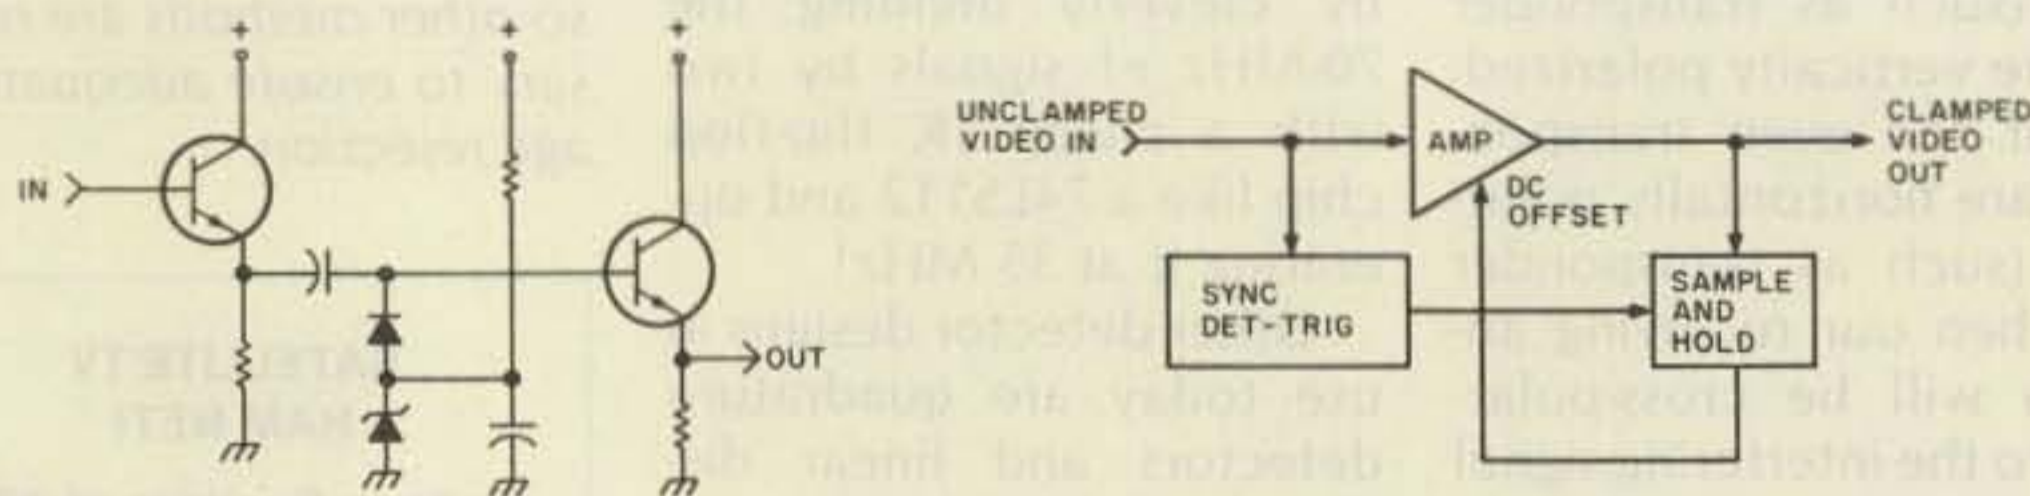 +
+
+
IN
OUT
UNCLAMPED
VIDEO IN
AMP
DC
OFFSET
CLAMPED
VIDEO
OUT
SYNC
DET-TRIG
SAMPLE
AND
HOLD